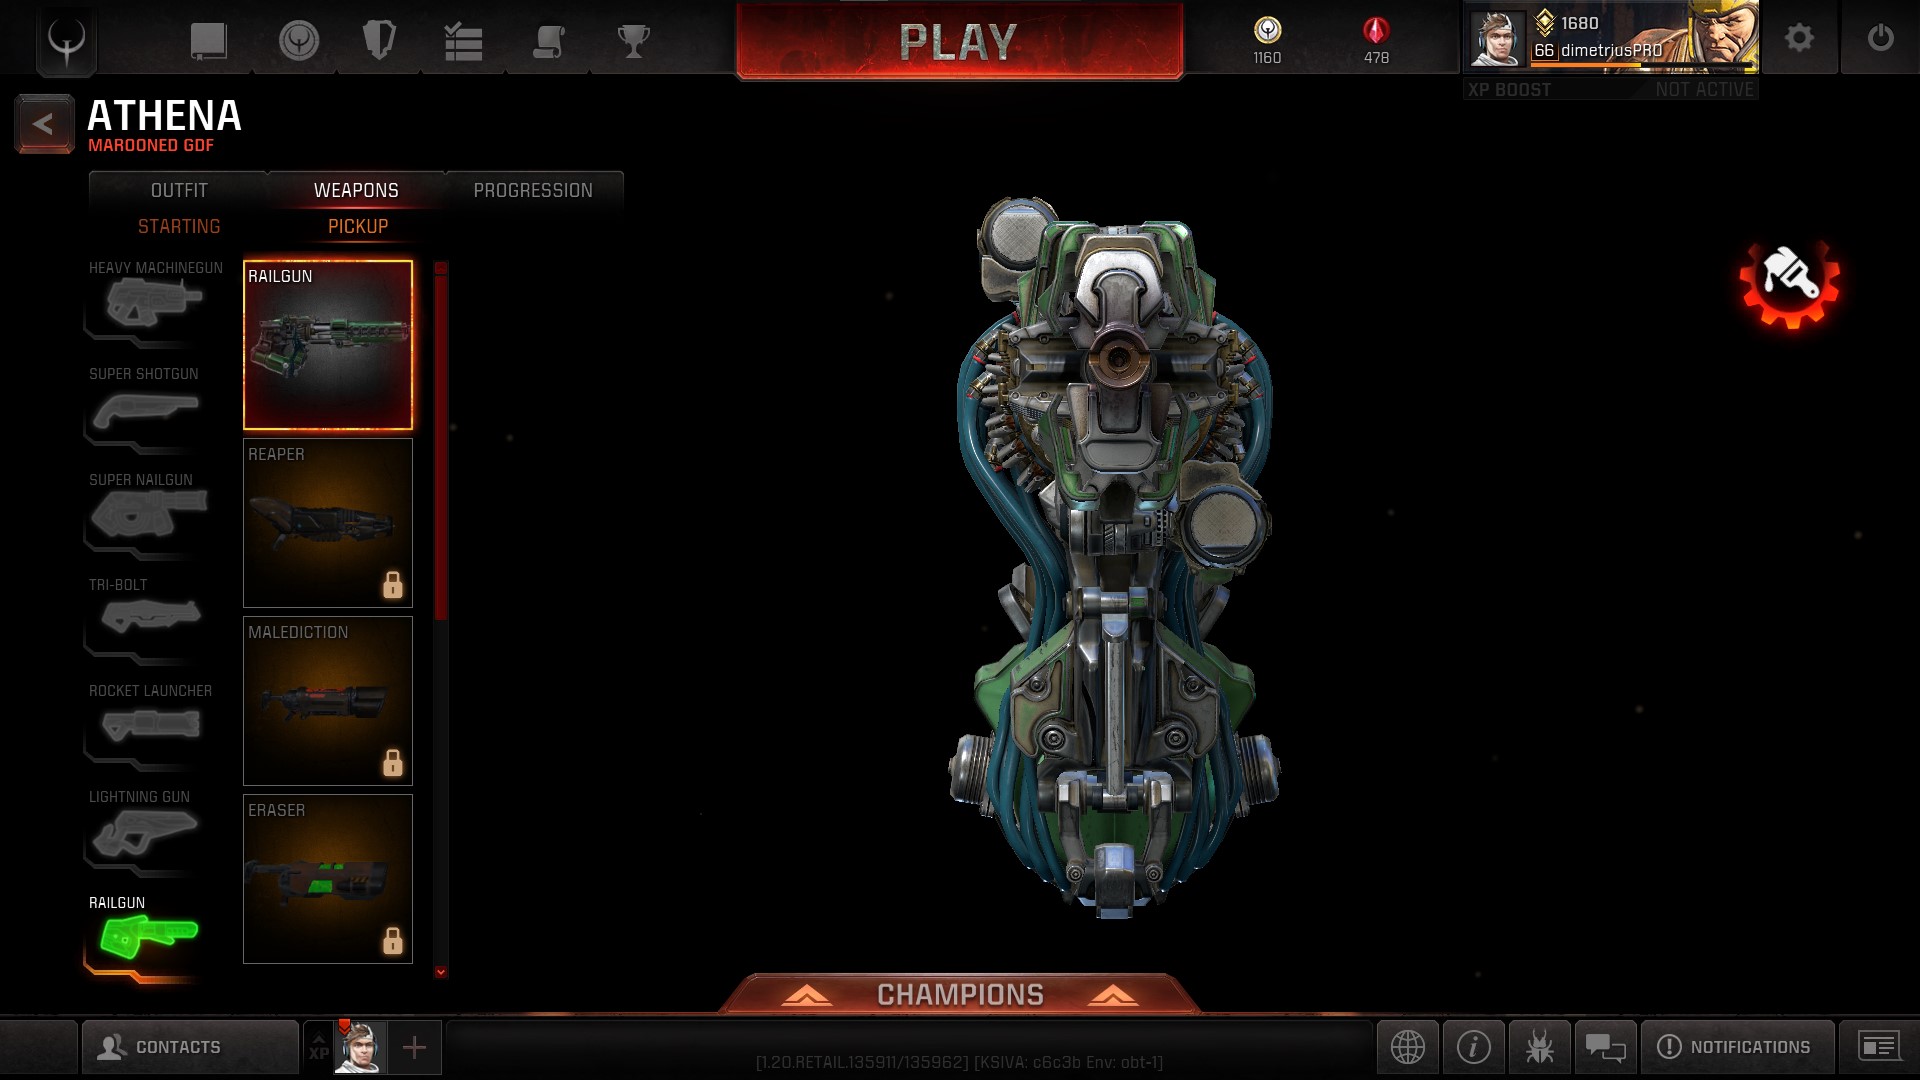 PLAY
1160
478
1680
66 dimetriusPRO
XP BOOST NOT ACTIVE
<
ATHENA
MAROONED GDF
OUTFIT WEAPONS PROGRESSION
STARTING PICKUP
HEAVY MACHINEGUN
SUPER SHOTGUN
SUPER NAILGUN
TRI-BOLT
ROCKET LAUNCHER
LIGHTNING GUN
RAILGUN
RAILGUN
REAPER
MALEDICTION
ERASER
CHAMPIONS
CONTACTS
XP
+
[1.20.RETAIL.135911/135962] [KSIVA: c6c3b Env: obt-1]
NOTIFICATIONS